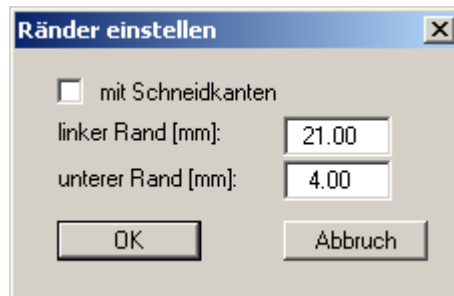 Ränder einstellen
mit Schneidkanten
linker Rand [mm]: 21.00
unterer Rand [mm]: 4.00
OK Abbruch